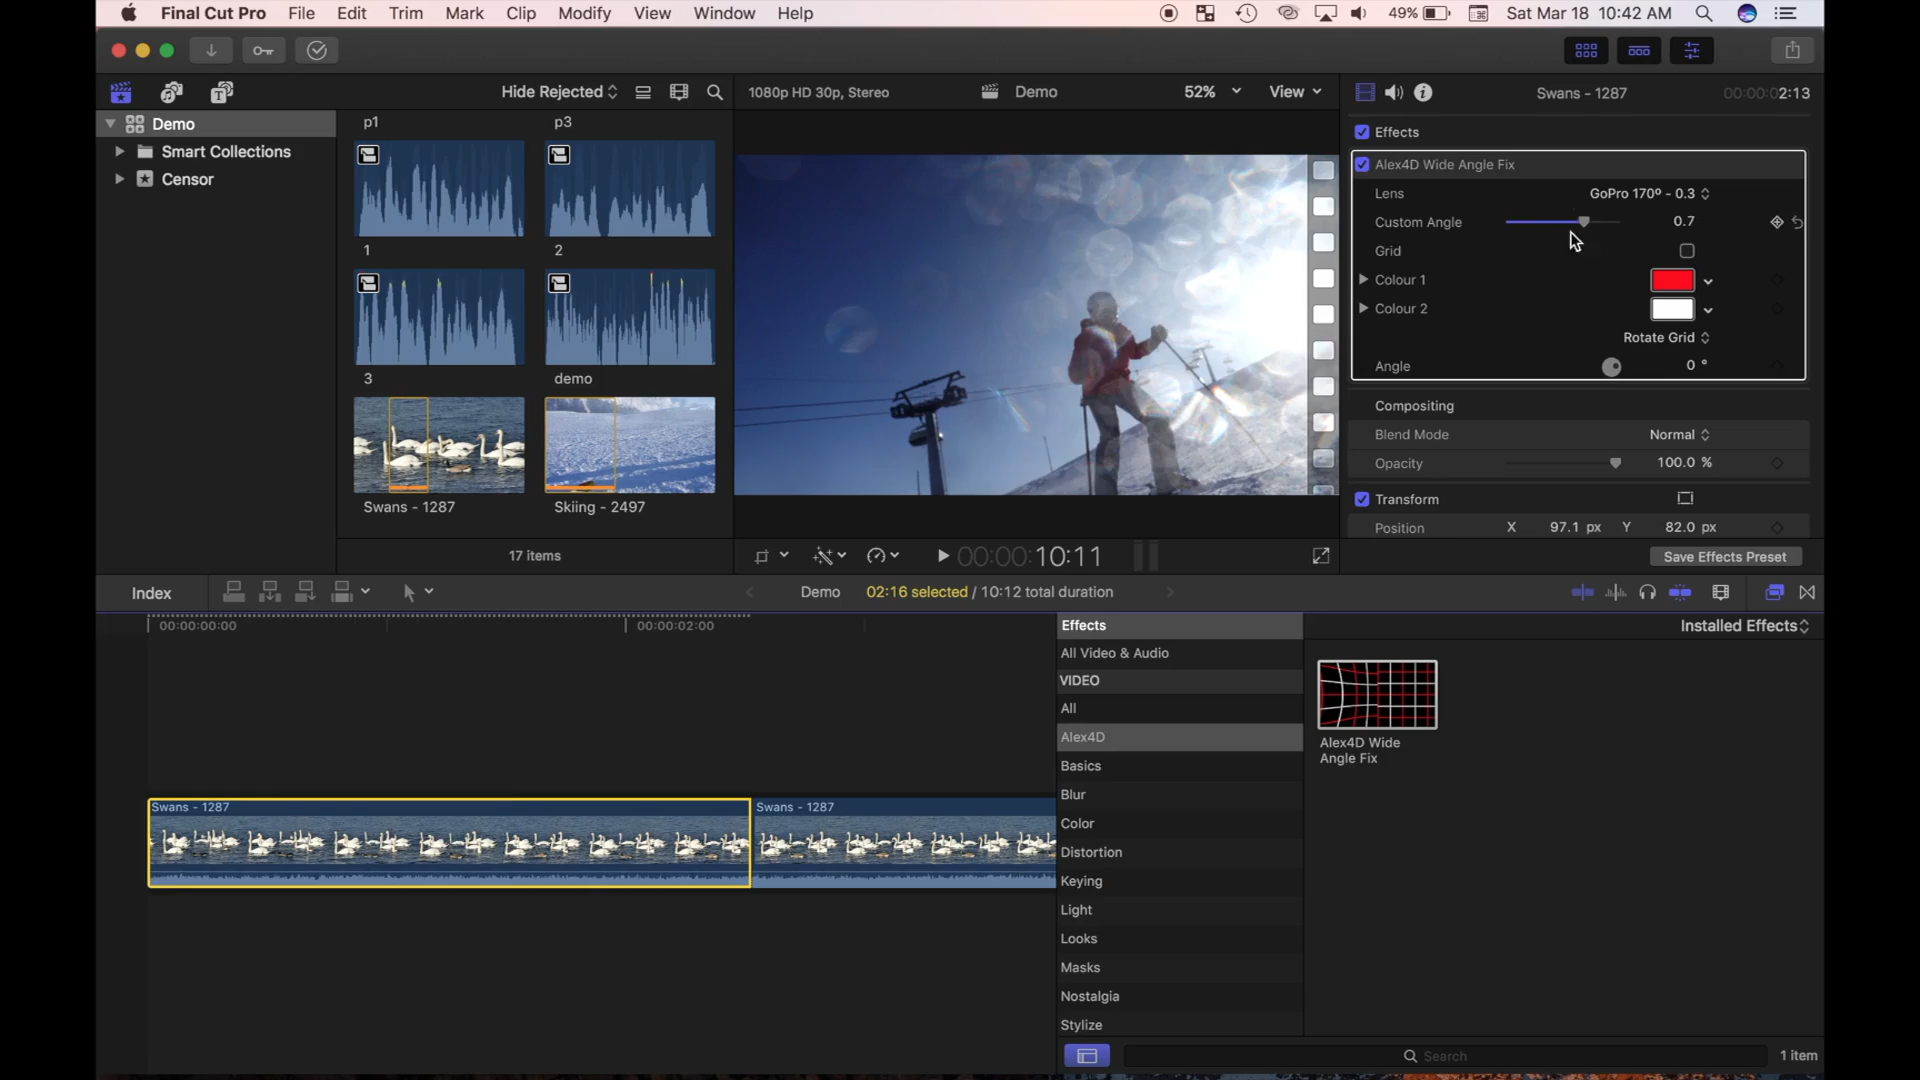 Final Cut Pro File Edit Trim Mark Clip Modify View Window Help 49% Sat Mar 18 10:42 AM
Hide Rejected
1080p HD 30p, Stereo Demo 52% View
Swans - 1287 00:00:02:13
Demo
Smart Collections
Censor
p1 p3
1 2
3 demo
Swans - 1287 Skiing - 2497
17 items
00:00:00:10:11
Effects
Alex4D Wide Angle Fix
Lens GoPro 170º - 0.3
Custom Angle 0.7
Grid
Colour 1
Colour 2
Rotate Grid
Angle 0 °
Compositing
Blend Mode Normal
Opacity 100.0 %
Transform
Position X 97.1 px Y 82.0 px
Save Effects Preset
Index Demo 02:16 selected / 10:12 total duration
00:00:00:00 00:00:02:00
Swans - 1287 Swans - 1287
Effects
Installed Effects
All Video & Audio
VIDEO
All
Alex4D
Basics
Blur
Color
Distortion
Keying
Light
Looks
Masks
Nostalgia
Stylize
Alex4D Wide
Angle Fix
Search 1 item